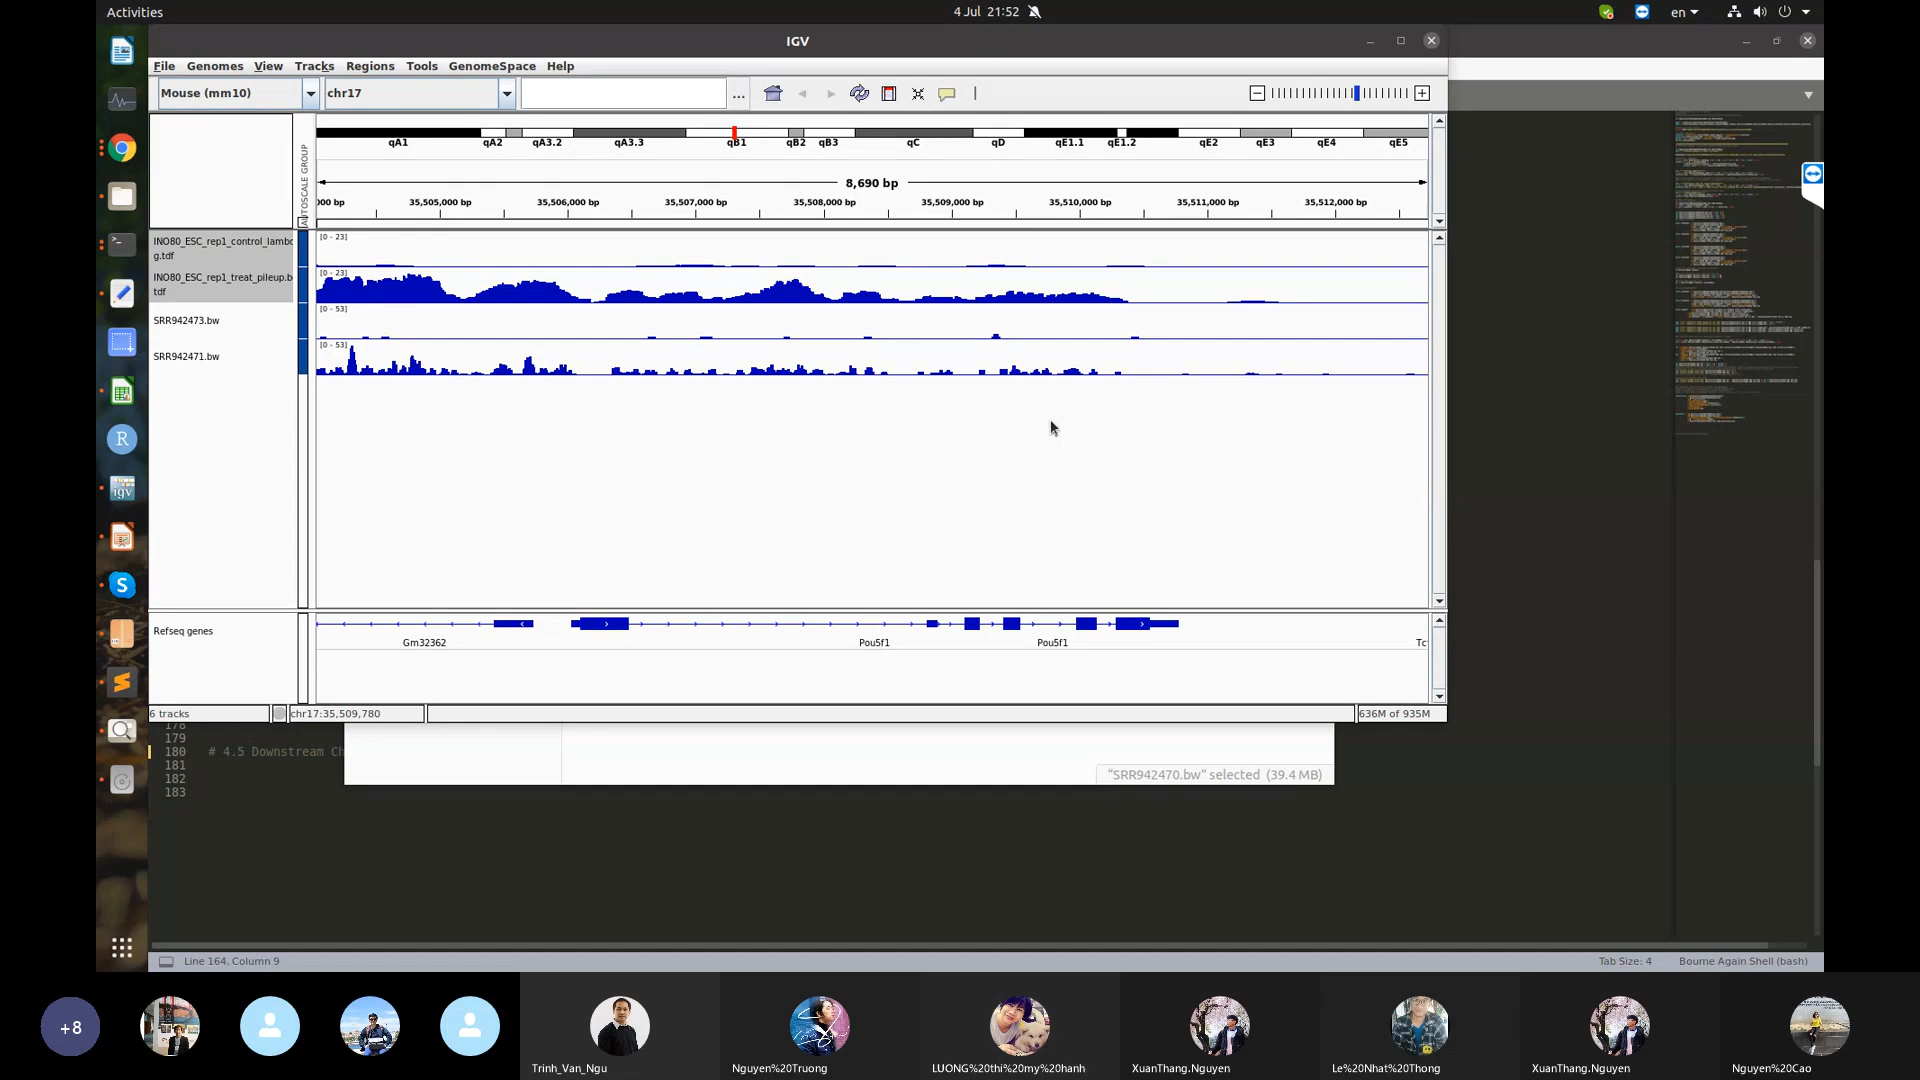 Activities
4 Jul 21:52
en
IGV
File Genomes View Tracks Regions Tools GenomeSpace Help
Mouse (mm10) chr17 ...
qA1 qA2 qA3.2 qA3.3 qB1 qB2 qB3 qC qD qE1.1 qE1.2 qE2 qE3 qE4 qE5
AUTOSCALE GROUP
8,690 bp
000 bp 35,505,000 bp 35,506,000 bp 35,507,000 bp 35,508,000 bp 35,509,000 bp 35,510,000 bp 35,511,000 bp 35,512,000 bp
[0 - 23]
INO80_ESC_rep1_control_lambd
g.tdf
[0 - 23]
INO80_ESC_rep1_treat_pileup.b
tdf
[0 - 53]
SRR942473.bw
[0 - 53]
SRR942471.bw
Refseq genes
Gm32362 Pou5f1 Pou5f1 Tc
6 tracks chr17:35,509,780 636M of 935M
178
179
180 # 4.5 Downstream Ch
181
182
183
"SRR942470.bw" selected (39.4 MB)
Line 164, Column 9 Tab Size: 4 Bourne Again Shell (bash)
+8
Trinh_Van_Ngu Nguyen%20Truong LUONG%20thi%20my%20hanh XuanThang.Nguyen Le%20Nhat%20Thong XuanThang.Nguyen Nguyen%20Cao